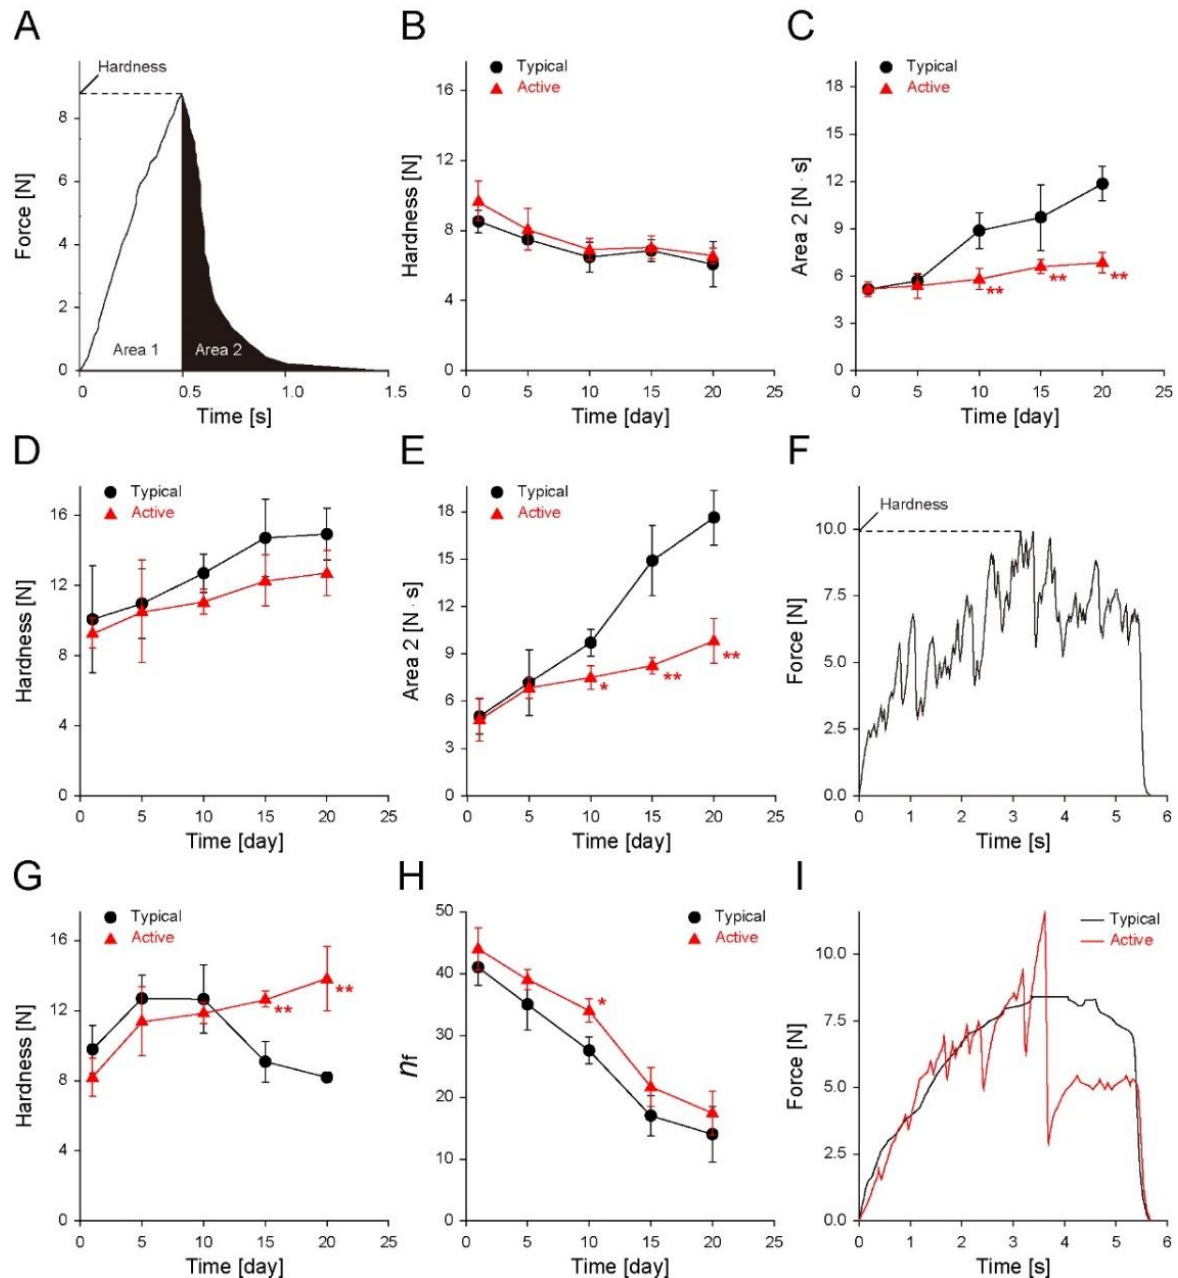 A
Hardness
Force [N]
8
6
4
2
0
Area 1
Area 2
0
0.5
1.0
1.5
Time [s]
B
Typical
Active
Hardness [N]
16
12
8
4
0
0
5
10
15
20
25
Time [day]
C
Typical
Active
Area 2 [N · s]
18
15
12
9
6
3
0
**
**
**
0
5
10
15
20
25
Time [day]
D
Typical
Active
Hardness [N]
16
12
8
4
0
0
5
10
15
20
25
Time [day]
E
Typical
Active
Area 2 [N · s]
18
15
12
9
6
3
0
*
**
**
0
5
10
15
20
25
Time [day]
F
Hardness
Force [N]
10.0
7.5
5.0
2.5
0.0
0
1
2
3
4
5
6
Time [s]
G
Typical
Active
Hardness [N]
16
12
8
4
0
**
**
0
5
10
15
20
25
Time [day]
H
Typical
Active
nf
50
40
30
20
10
0
*
0
5
10
15
20
25
Time [day]
I
Typical
Active
Force [N]
10.0
7.5
5.0
2.5
0.0
0
1
2
3
4
5
6
Time [s]